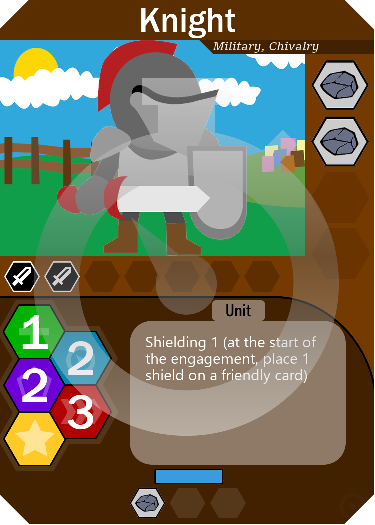 Knight
Military, Chivalry
Unit
1
2
2
3
Shielding 1 (at the start of
the engagement, place 1
shield on a friendly card)